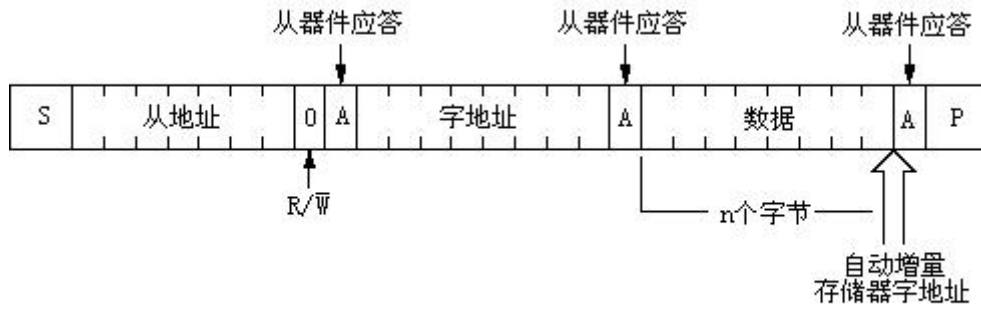 从器件应答 从器件应答 从器件应答
S 从地址 0 A 字地址 A 数据 A P
R/W̅
n个字节
自动增量
存储器字地址